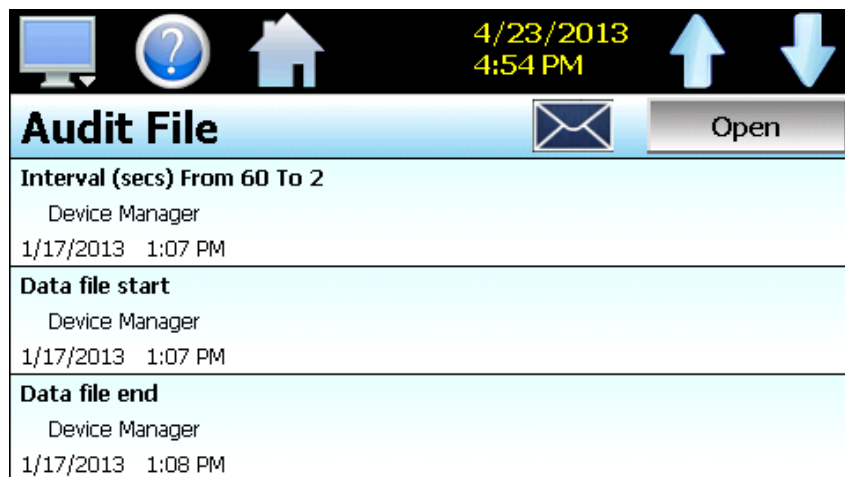 4/23/2013
4:54 PM
?
Audit File
Open
Interval (secs) From 60 To 2
Device Manager
1/17/2013 1:07 PM
Data file start
Device Manager
1/17/2013 1:07 PM
Data file end
Device Manager
1/17/2013 1:08 PM